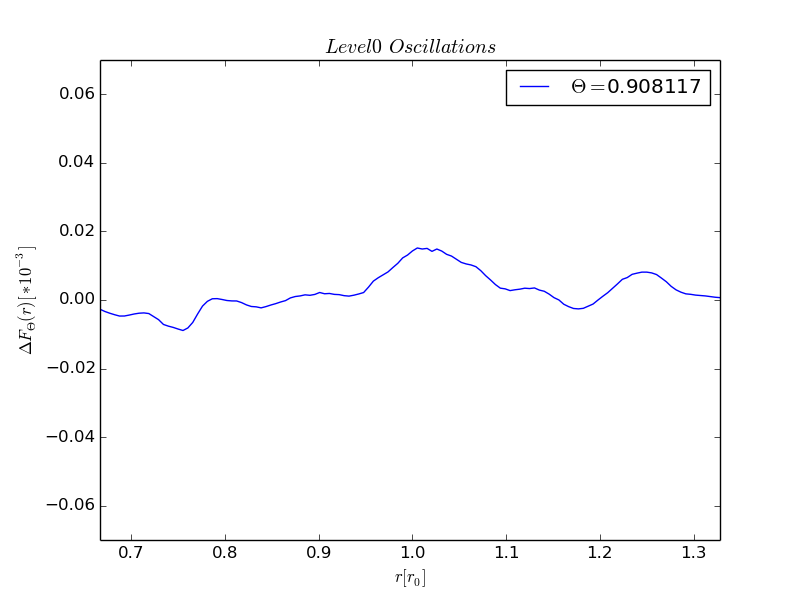 Level0 Oscillations
Θ =0.908117
0.06
0.04
0.02
0.00
−0.02
−0.04
−0.06
ΔF_Θ(r)[*10^{−3}]
0.7 0.8 0.9 1.0 1.1 1.2 1.3
r[r_0]